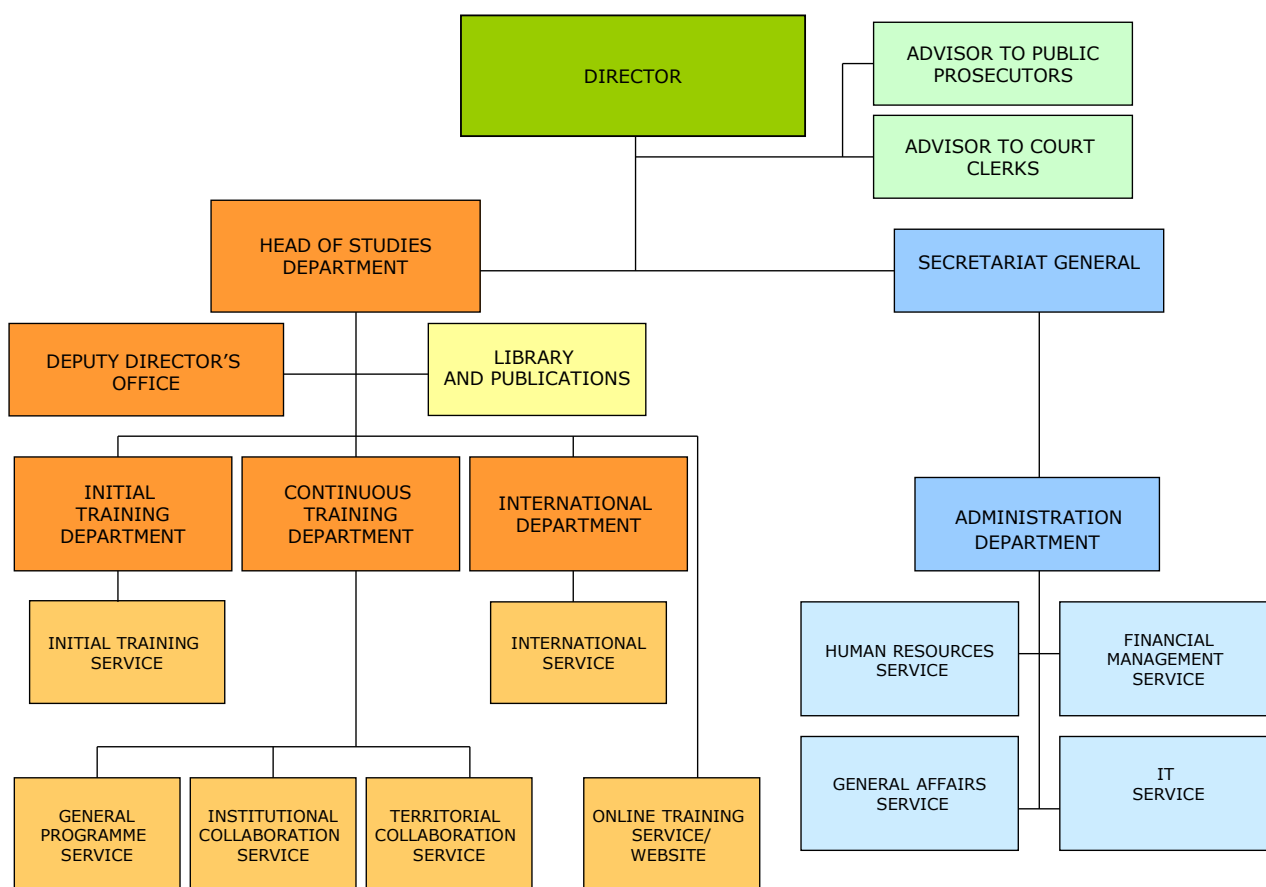 DIRECTOR
ADVISOR TO PUBLIC
PROSECUTORS
ADVISOR TO COURT
CLERKS
HEAD OF STUDIES
DEPARTMENT
SECRETARIAT GENERAL
DEPUTY DIRECTOR’S
OFFICE
LIBRARY
AND PUBLICATIONS
INITIAL
TRAINING
DEPARTMENT
CONTINUOUS
TRAINING
DEPARTMENT
INTERNATIONAL
DEPARTMENT
ADMINISTRATION
DEPARTMENT
INITIAL TRAINING
SERVICE
INTERNATIONAL
SERVICE
HUMAN RESOURCES
SERVICE
FINANCIAL
MANAGEMENT
SERVICE
GENERAL
PROGRAMME
SERVICE
INSTITUTIONAL
COLLABORATION
SERVICE
TERRITORIAL
COLLABORATION
SERVICE
ONLINE TRAINING
SERVICE/
WEBSITE
GENERAL AFFAIRS
SERVICE
IT
SERVICE